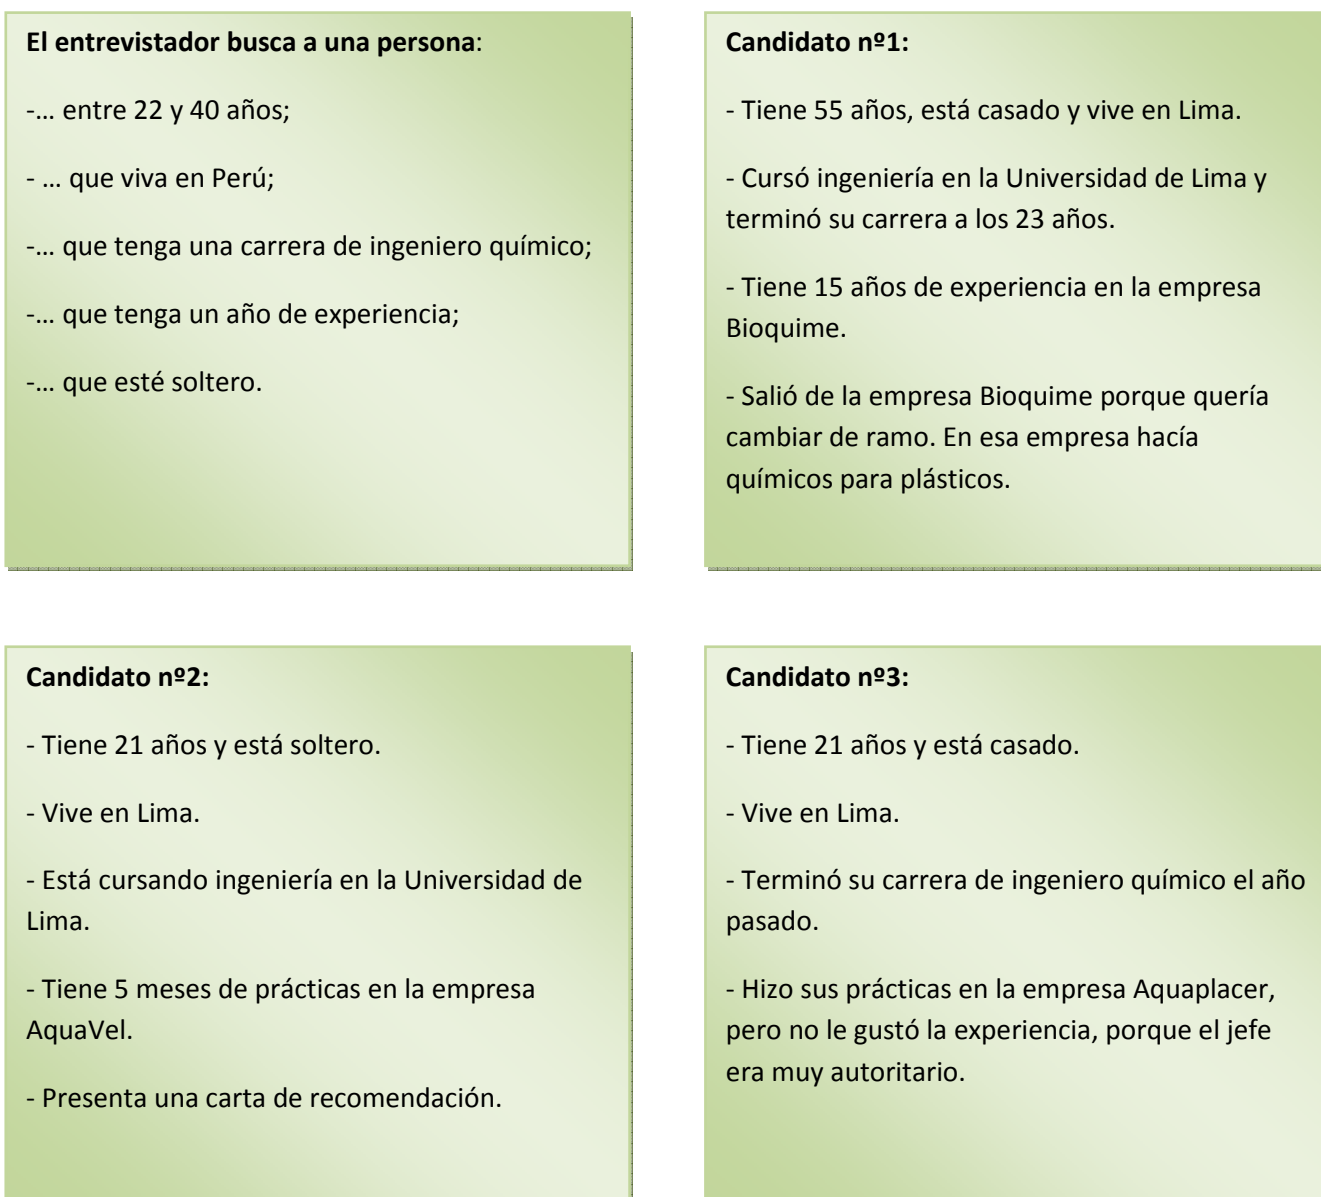 El entrevistador busca a una persona:
-... entre 22 y 40 años;
- ... que viva en Perú;
-... que tenga una carrera de ingeniero químico;
-... que tenga un año de experiencia;
-... que esté soltero.
Candidato nº1:
- Tiene 55 años, está casado y vive en Lima.
- Cursó ingeniería en la Universidad de Lima y
terminó su carrera a los 23 años.
- Tiene 15 años de experiencia en la empresa
Bioquime.
- Salió de la empresa Bioquime porque quería
cambiar de ramo. En esa empresa hacía
químicos para plásticos.
Candidato nº2:
- Tiene 21 años y está soltero.
- Vive en Lima.
- Está cursando ingeniería en la Universidad de
Lima.
- Tiene 5 meses de prácticas en la empresa
AquaVel.
- Presenta una carta de recomendación.
Candidato nº3:
- Tiene 21 años y está casado.
- Vive en Lima.
- Terminó su carrera de ingeniero químico el año
pasado.
- Hizo sus prácticas en la empresa Aquaplacer,
pero no le gustó la experiencia, porque el jefe
era muy autoritario.